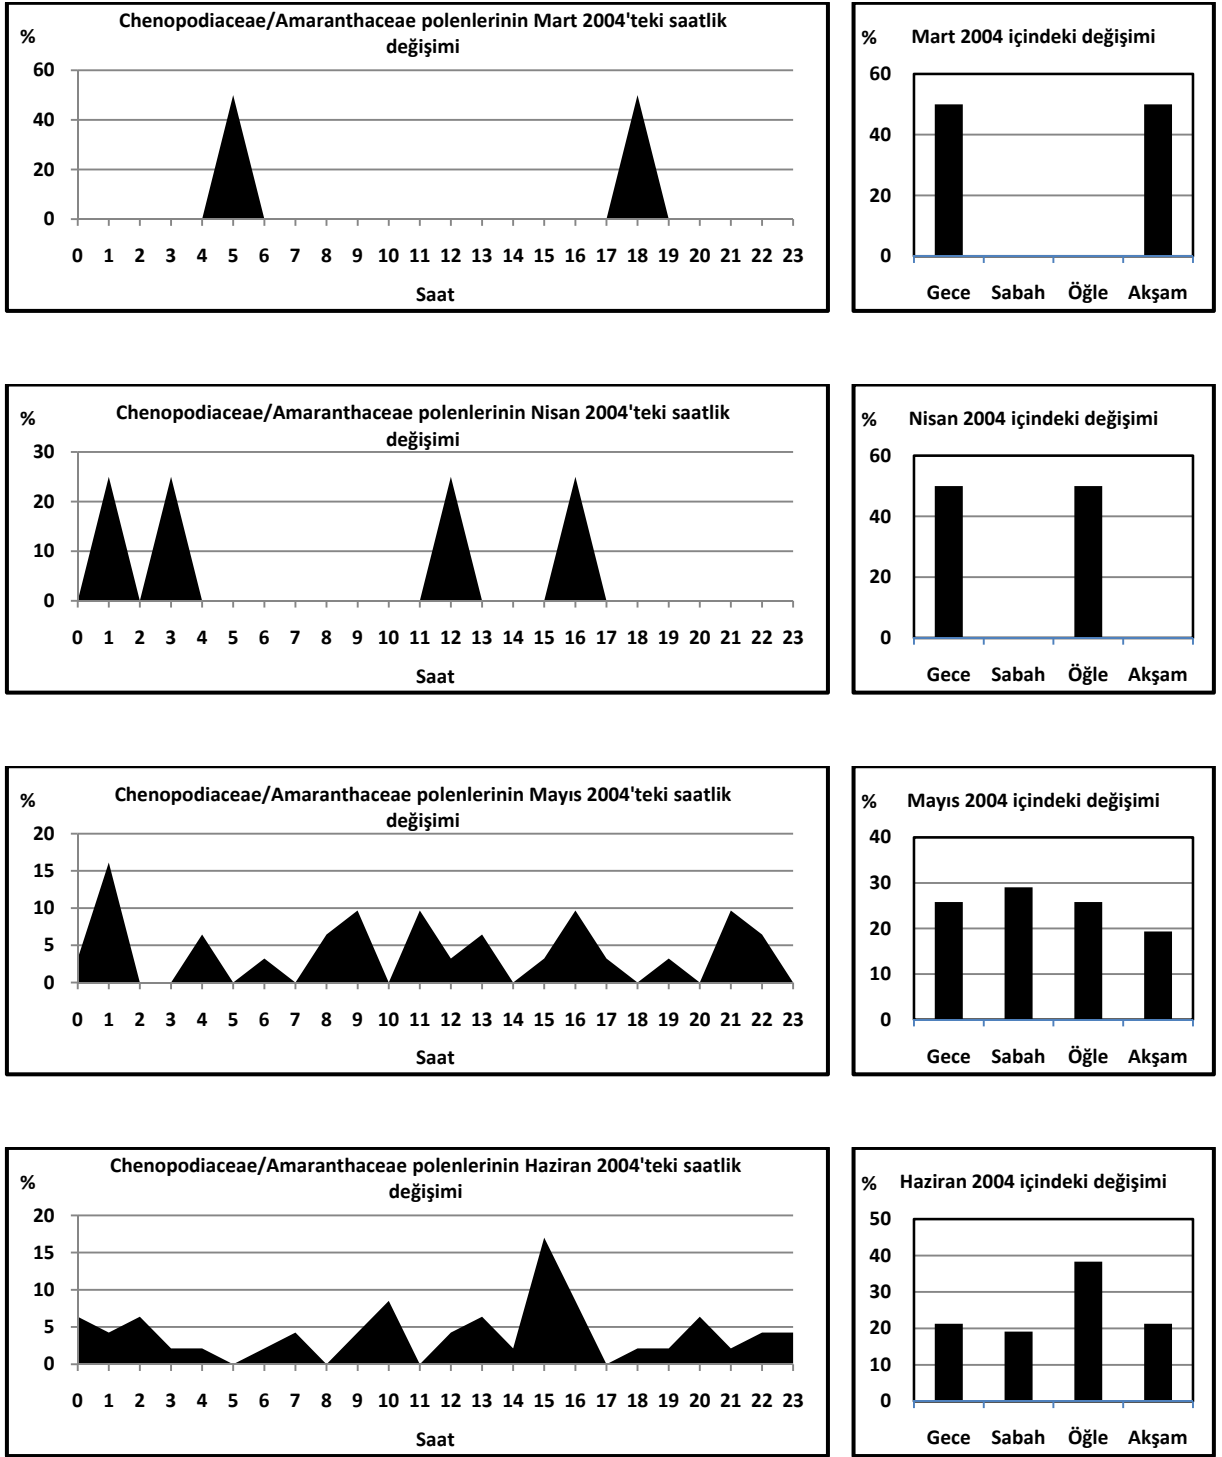 Chenopodiaceae/Amaranthaceae polenlerinin Mart 2004'teki saatlik
değişimi
%
60
40
20
0
0 1 2 3 4 5 6 7 8 9 10 11 12 13 14 15 16 17 18 19 20 21 22 23
Saat
% Mart 2004 içindeki değişimi
60
40
20
0
Gece Sabah Öğle Akşam
Chenopodiaceae/Amaranthaceae polenlerinin Nisan 2004'teki saatlik
değişimi
%
30
20
10
0
0 1 2 3 4 5 6 7 8 9 10 11 12 13 14 15 16 17 18 19 20 21 22 23
Saat
% Nisan 2004 içindeki değişimi
60
40
20
0
Gece Sabah Öğle Akşam
Chenopodiaceae/Amaranthaceae polenlerinin Mayıs 2004'teki saatlik
değişimi
%
20
15
10
5
0
0 1 2 3 4 5 6 7 8 9 10 11 12 13 14 15 16 17 18 19 20 21 22 23
Saat
% Mayıs 2004 içindeki değişimi
40
30
20
10
0
Gece Sabah Öğle Akşam
Chenopodiaceae/Amaranthaceae polenlerinin Haziran 2004'teki saatlik
değişimi
%
20
15
10
5
0
0 1 2 3 4 5 6 7 8 9 10 11 12 13 14 15 16 17 18 19 20 21 22 23
Saat
% Haziran 2004 içindeki değişimi
50
40
30
20
10
0
Gece Sabah Öğle Akşam